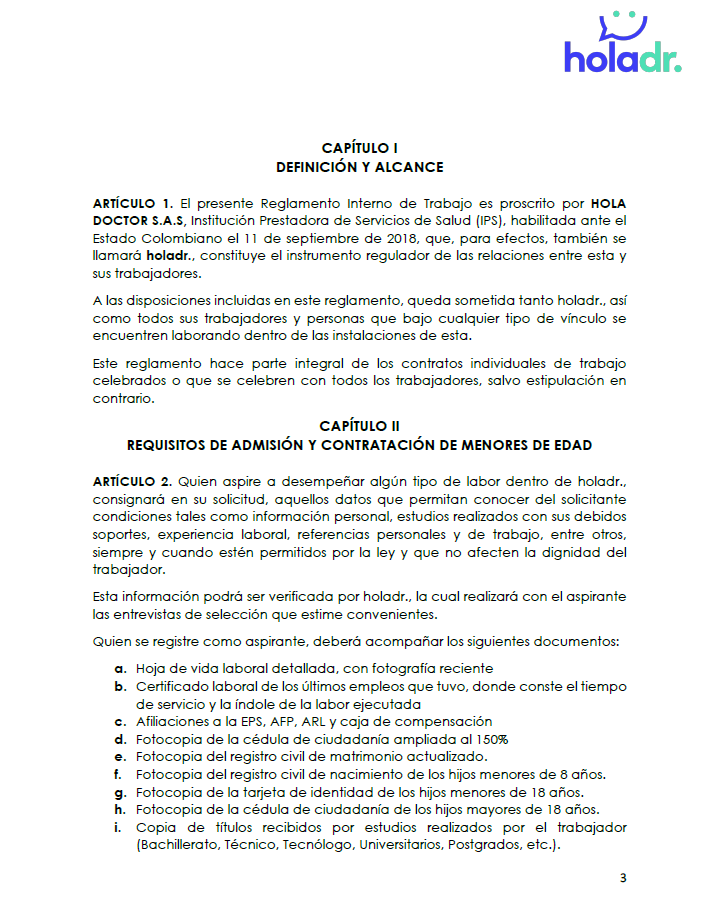 holadr.
CAPÍTULO I
DEFINICIÓN Y ALCANCE
ARTÍCULO 1. El presente Reglamento Interno de Trabajo es proscrito por HOLA
DOCTOR S.A.S, Institución Prestadora de Servicios de Salud (IPS), habilitada ante el
Estado Colombiano el 11 de septiembre de 2018, que, para efectos, también se
llamará holadr., constituye el instrumento regulador de las relaciones entre esta y
sus trabajadores.
A las disposiciones incluidas en este reglamento, queda sometida tanto holadr., así
como todos sus trabajadores y personas que bajo cualquier tipo de vínculo se
encuentren laborando dentro de las instalaciones de esta.
Este reglamento hace parte integral de los contratos individuales de trabajo
celebrados o que se celebren con todos los trabajadores, salvo estipulación en
contrario.
CAPÍTULO II
REQUISITOS DE ADMISIÓN Y CONTRATACIÓN DE MENORES DE EDAD
ARTÍCULO 2. Quien aspire a desempeñar algún tipo de labor dentro de holadr.,
consignará en su solicitud, aquellos datos que permitan conocer del solicitante
condiciones tales como información personal, estudios realizados con sus debidos
soportes, experiencia laboral, referencias personales y de trabajo, entre otros,
siempre y cuando estén permitidos por la ley y que no afecten la dignidad del
trabajador.
Esta información podrá ser verificada por holadr., la cual realizará con el aspirante
las entrevistas de selección que estime convenientes.
Quien se registre como aspirante, deberá acompañar los siguientes documentos:
a. Hoja de vida laboral detallada, con fotografía reciente
b. Certificado laboral de los últimos empleos que tuvo, donde conste el tiempo
de servicio y la índole de la labor ejecutada
c. Afiliaciones a la EPS, AFP, ARL y caja de compensación
d. Fotocopia de la cédula de ciudadanía ampliada al 150%
e. Fotocopia del registro civil de matrimonio actualizado.
f. Fotocopia del registro civil de nacimiento de los hijos menores de 8 años.
g. Fotocopia de la tarjeta de identidad de los hijos menores de 18 años.
h. Fotocopia de la cédula de ciudadanía de los hijos mayores de 18 años.
i. Copia de títulos recibidos por estudios realizados por el trabajador
(Bachillerato, Técnico, Tecnólogo, Universitarios, Postgrados, etc.).
3